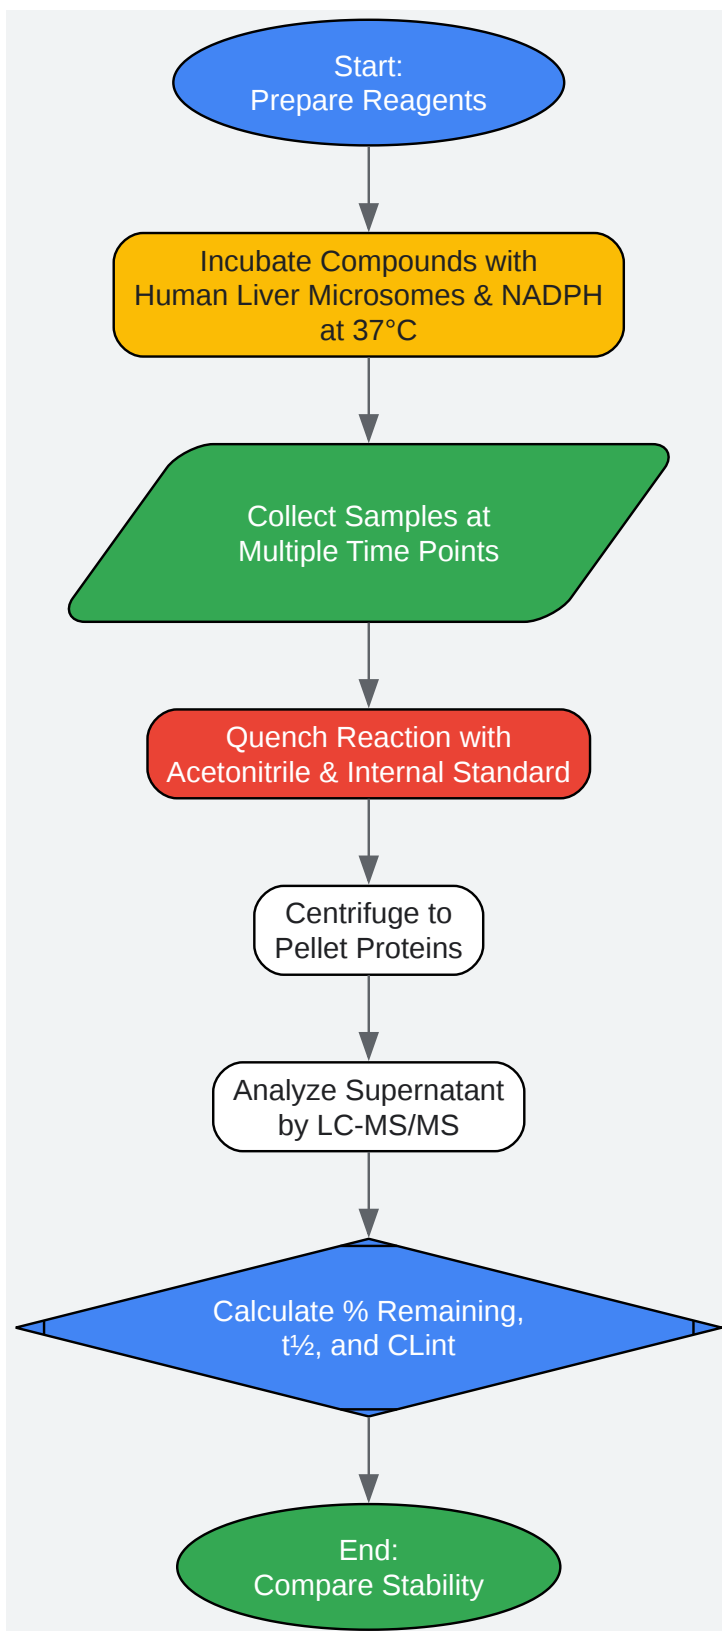 Start:
Prepare Reagents
Incubate Compounds with
Human Liver Microsomes & NADPH
at 37°C
Collect Samples at
Multiple Time Points
Quench Reaction with
Acetonitrile & Internal Standard
Centrifuge to
Pellet Proteins
Analyze Supernatant
by LC-MS/MS
Calculate % Remaining,
t½, and CLint
End:
Compare Stability